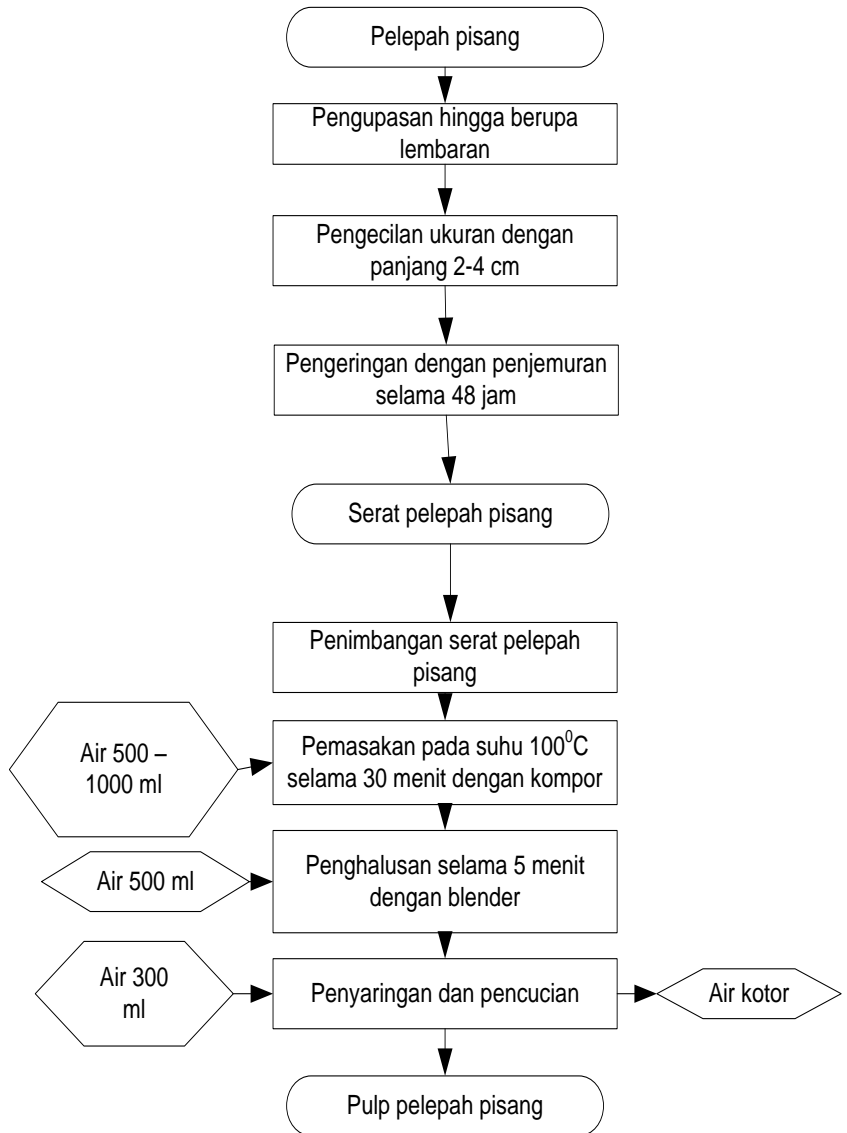 Pelepah pisang
Pengupasan hingga berupa
lembaran
Pengecilan ukuran dengan
panjang 2-4 cm
Pengeringan dengan penjemuran
selama 48 jam
Serat pelepah pisang
Penimbangan serat pelepah
pisang
Air 500 –
1000 ml
Pemasakan pada suhu 100⁰C
selama 30 menit dengan kompor
Air 500 ml
Penghalusan selama 5 menit
dengan blender
Air 300
ml
Penyaringan dan pencucian
Air kotor
Pulp pelepah pisang